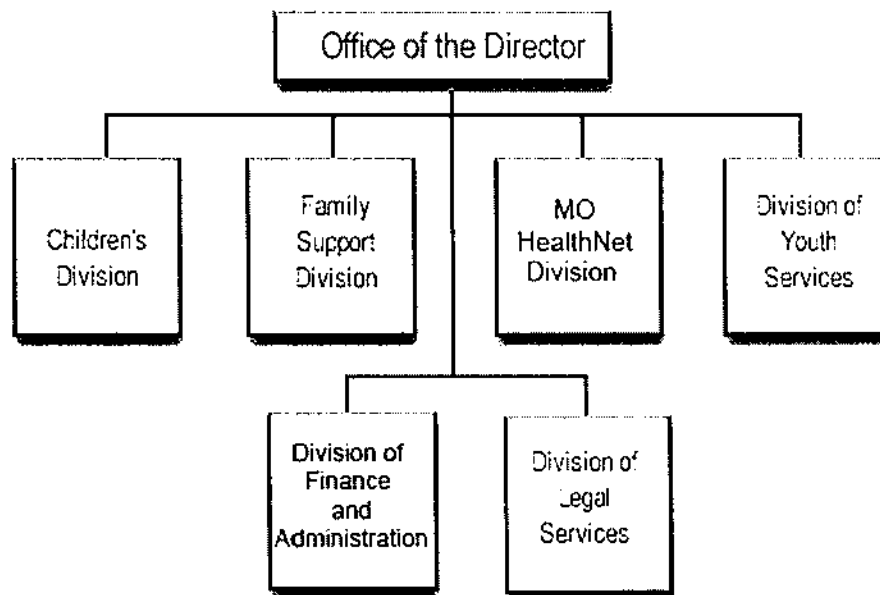 Office of the Director
Children's
Division
Family
Support
Division
MO
HealthNet
Division
Division of
Youth
Services
Division of
Finance
and
Administration
Division of
Legal
Services